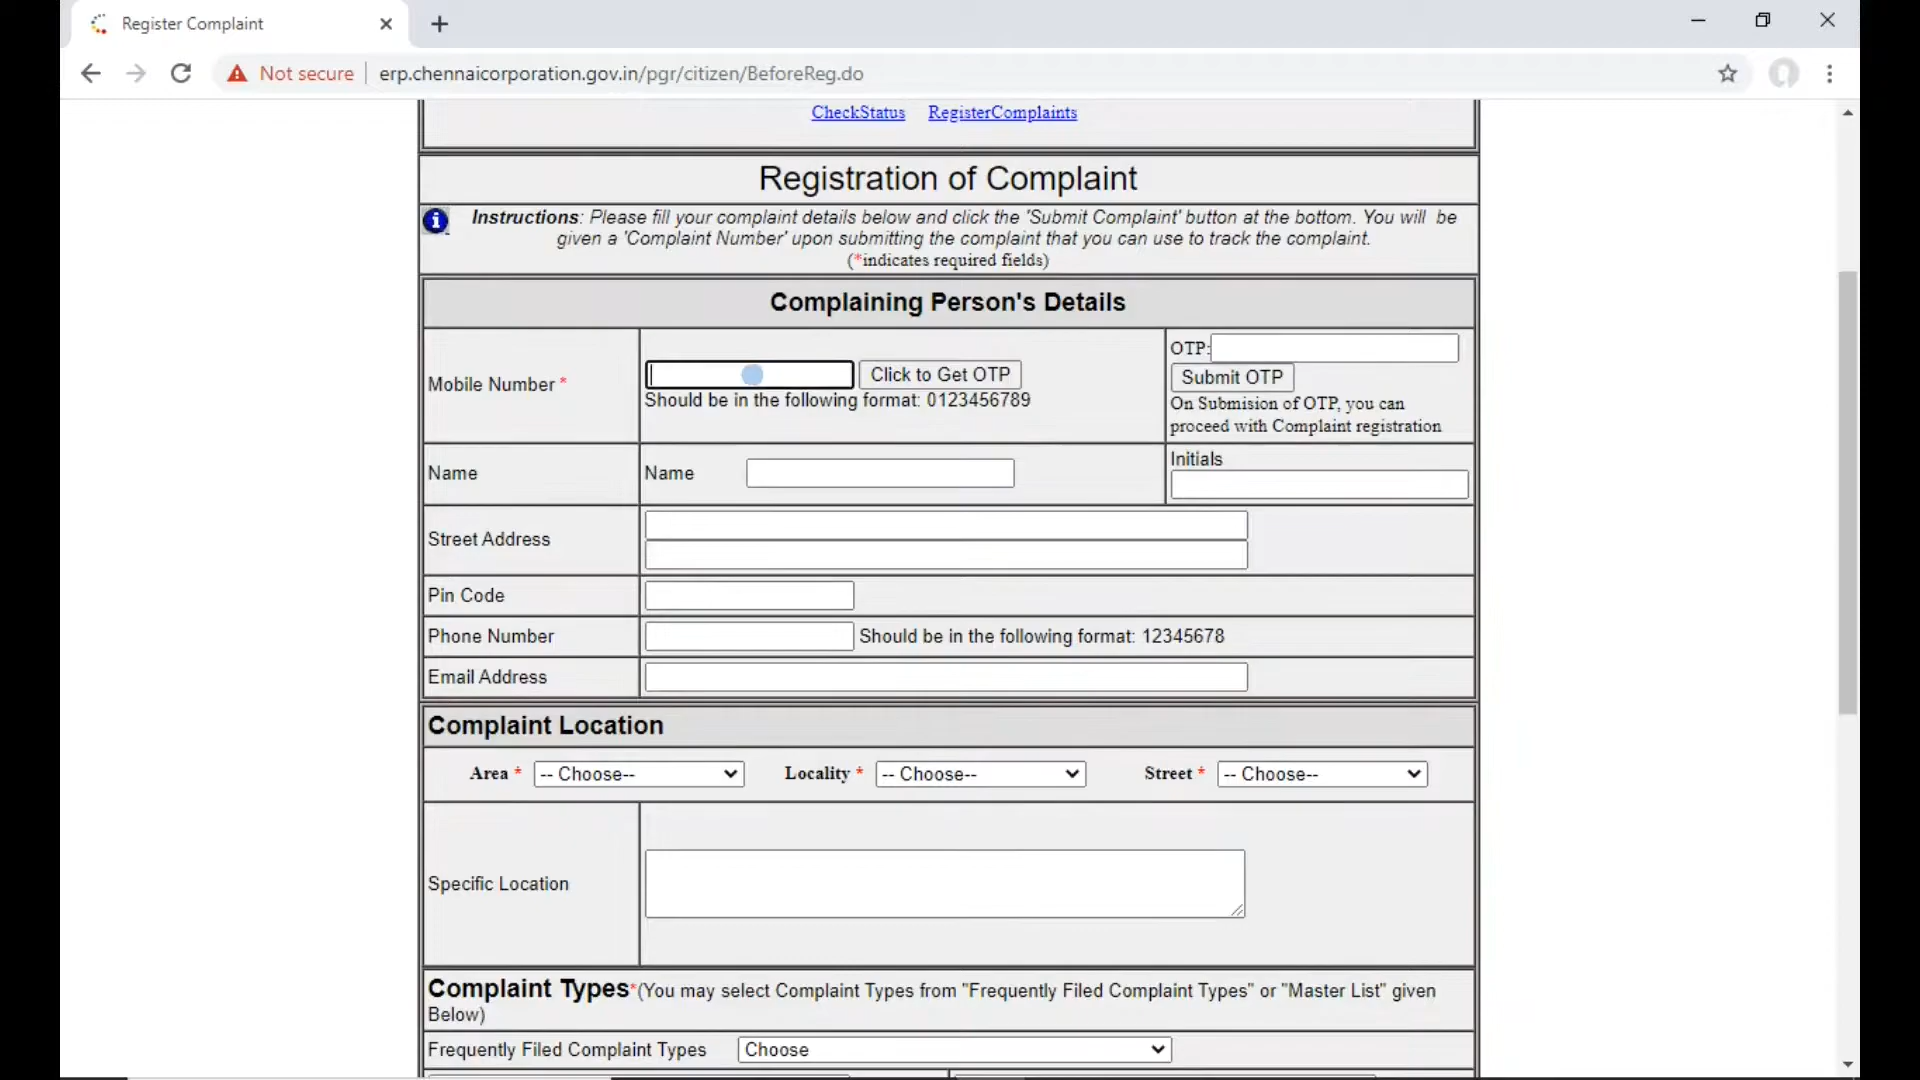 Register Complaint
Not secure
erp.chennaicorporation.gov.in/pgr/citizen/BeforeReg.do
CheckStatus RegisterComplaints
Registration of Complaint
Instructions: Please fill your complaint details below and click the 'Submit Complaint' button at the bottom. You will be
given a 'Complaint Number' upon submitting the complaint that you can use to track the complaint.
(*indicates required fields)
Complaining Person's Details
Mobile Number *
Click to Get OTP
Should be in the following format: 0123456789
OTP:
Submit OTP
On Submision of OTP, you can
proceed with Complaint registration
Name
Name
Initials
Street Address
Pin Code
Phone Number
Should be in the following format: 12345678
Email Address
Complaint Location
Area * -- Choose-- Locality * -- Choose-- Street * -- Choose--
Specific Location
Complaint Types*(You may select Complaint Types from "Frequently Filed Complaint Types" or "Master List" given
Below)
Frequently Filed Complaint Types Choose